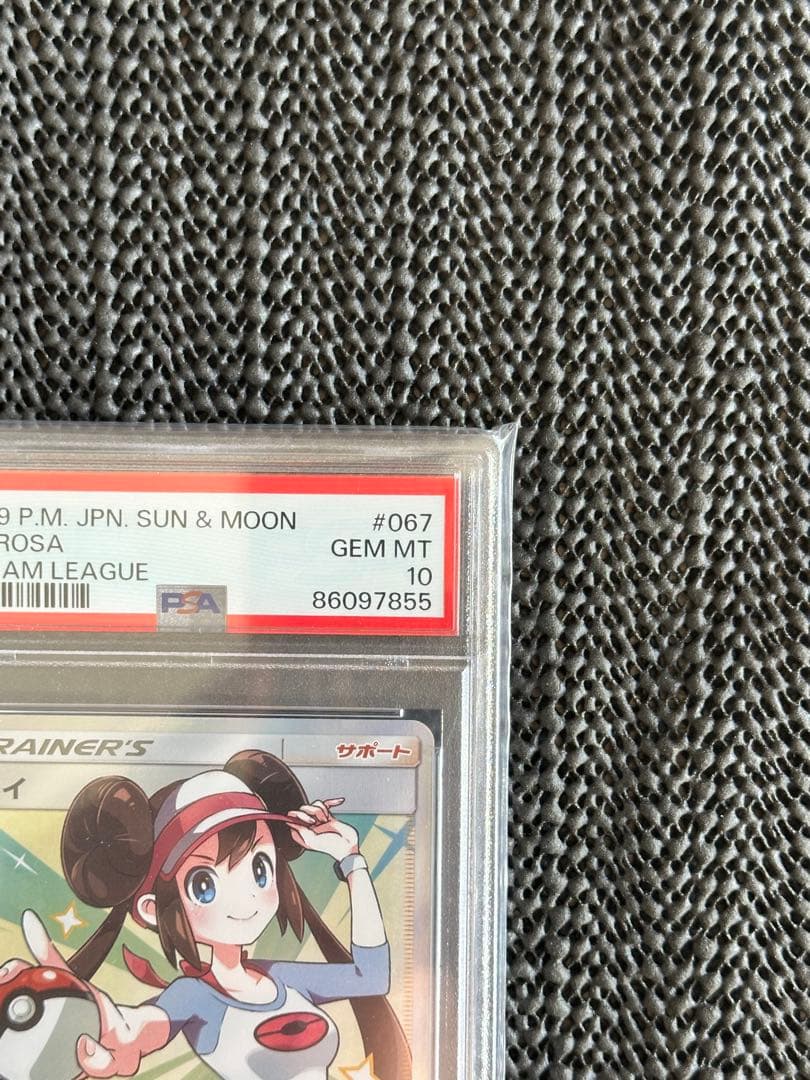 9 P.M. JPN. SUN & MOON #067
ROSA GEM MT
AM LEAGUE 10
PSA 86097855
RAINER'S サポート
イ